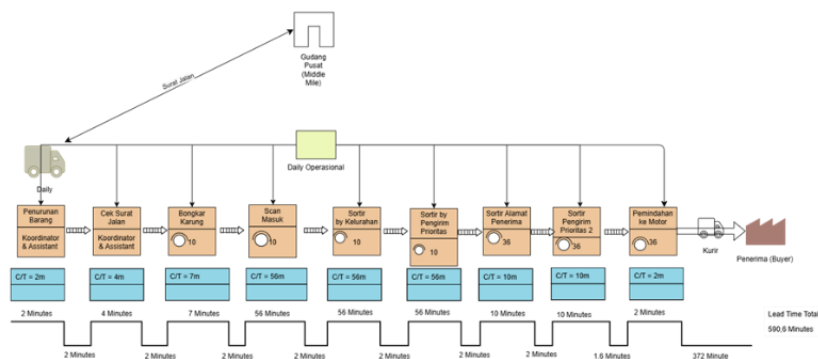 Gudang
Pusat
(Middle
Mile)
Surat Jalan
Daily Operasional
Daily
Penurunan
Barang
Koordinator
& Assistant
Cek Surat
Jalan
Koordinator
& Assistant
Bongkar
Karung
10
Scan
Masuk
10
Sortir
by Kelurahan
10
Sortir by
Pengirim
Prioritas
10
Sortir Alamat
Penerima
36
Sortir
Pengirim
Prioritas 2
36
Pemindahan
ke Motor
36
Kurir
Penerima (Buyer)
C/T = 2m
C/T = 4m
C/T = 7m
C/T = 56m
C/T = 56m
C/T = 56m
C/T = 10m
C/T = 10m
C/T = 2m
2 Minutes
4 Minutes
7 Minutes
56 Minutes
56 Minutes
56 Minutes
10 Minutes
10 Minutes
2 Minutes
Lead Time Total
590,6 Minutes
2 Minutes
2 Minutes
2 Minutes
2 Minutes
2 Minutes
2 Minutes
2 Minutes
1.6 Minutes
372 Minute